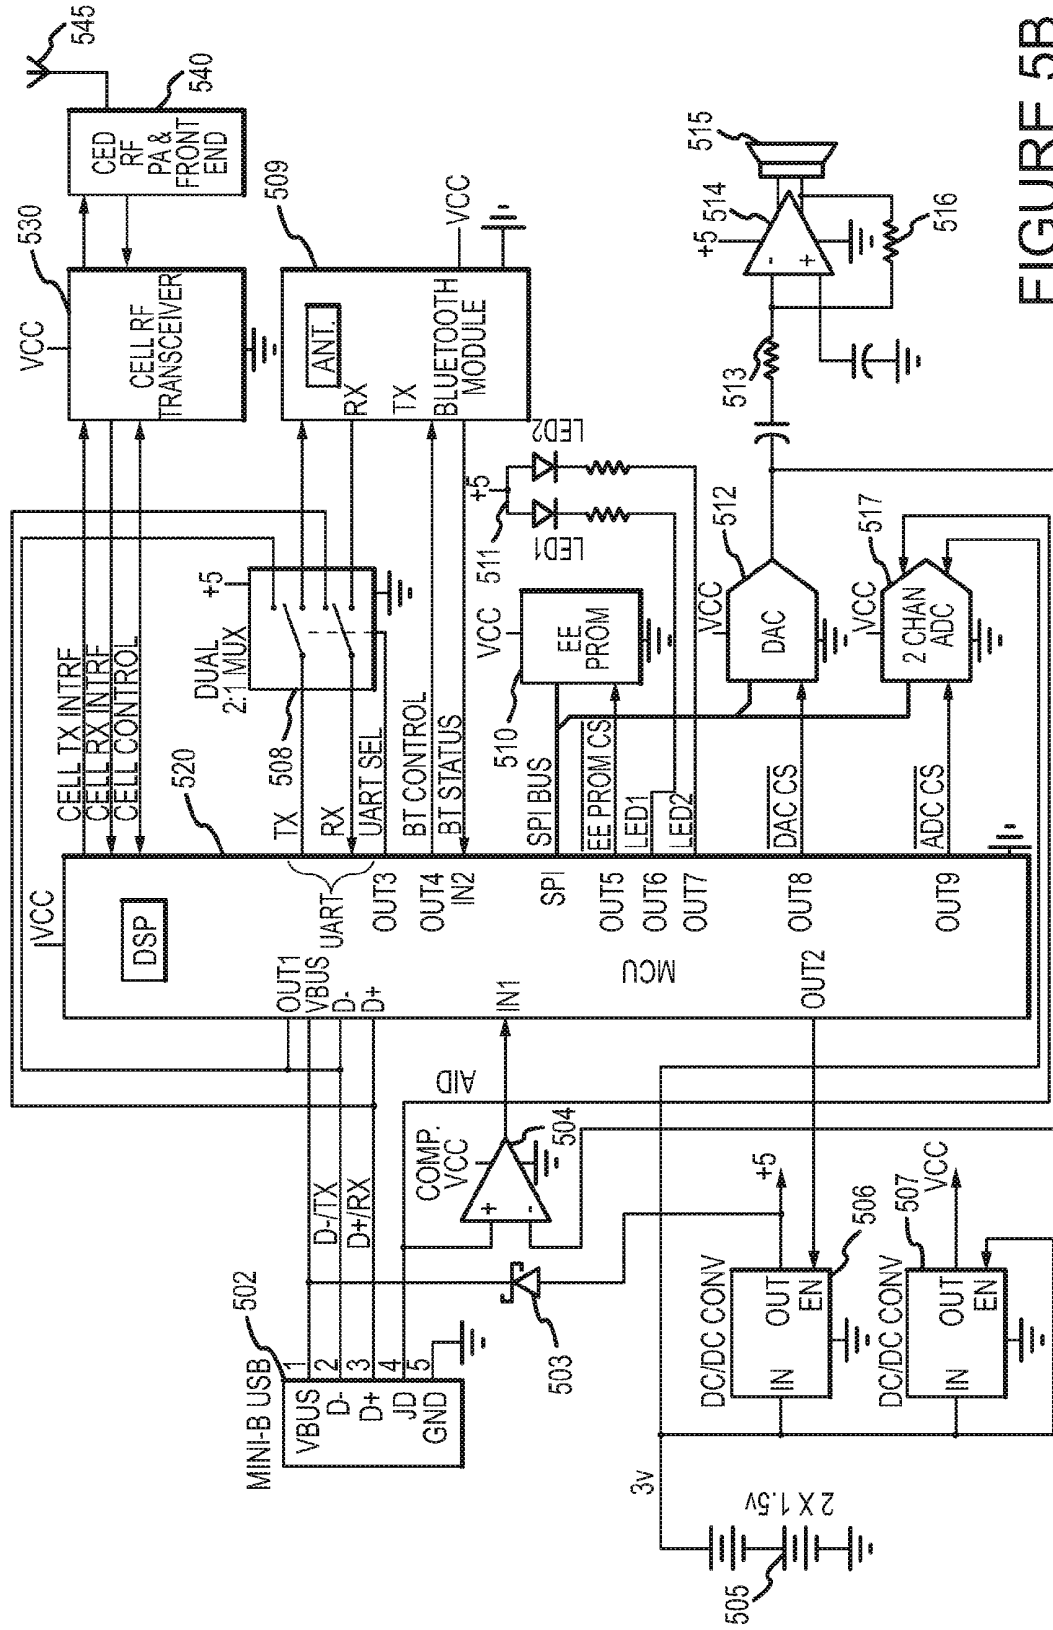 MINI-B USB
502
VBUS 1
D- 2
D+ 3
JD 4
GND 5
D-/TX
D+/RX
503
COMP.
VCC
+
-
504
AID
3v
505
2 X 1.5v
DC/DC CONV
IN
OUT
EN
506
+5
DC/DC CONV
IN
OUT
EN
507
VCC
VCC
DSP
520
OUT1
VBUS
D-
D+
IN1
OUT2
MCU
UART
OUT3
OUT4
IN2
SPI
OUT5
OUT6
OUT7
OUT8
OUT9
CELL TX INTRF
CELL RX INTRF
CELL CONTROL
TX
RX
UART SEL
BT CONTROL
BT STATUS
SPI BUS
EE PROM CS
LED1
LED2
DAC CS
ADC CS
508
DUAL
2:1 MUX
+5
VCC
530
CELL RF
TRANSCEIVER
CED
RF
PA &
FRONT
END
540
545
509
ANT.
RX
TX
BLUETOOTH
MODULE
VCC
510
VCC
EE
PROM
511
+5
LED1
LED2
VCC
512
DAC
VCC
517
2 CHAN
ADC
513
+5
514
-
+
515
516
FIGURE 5B